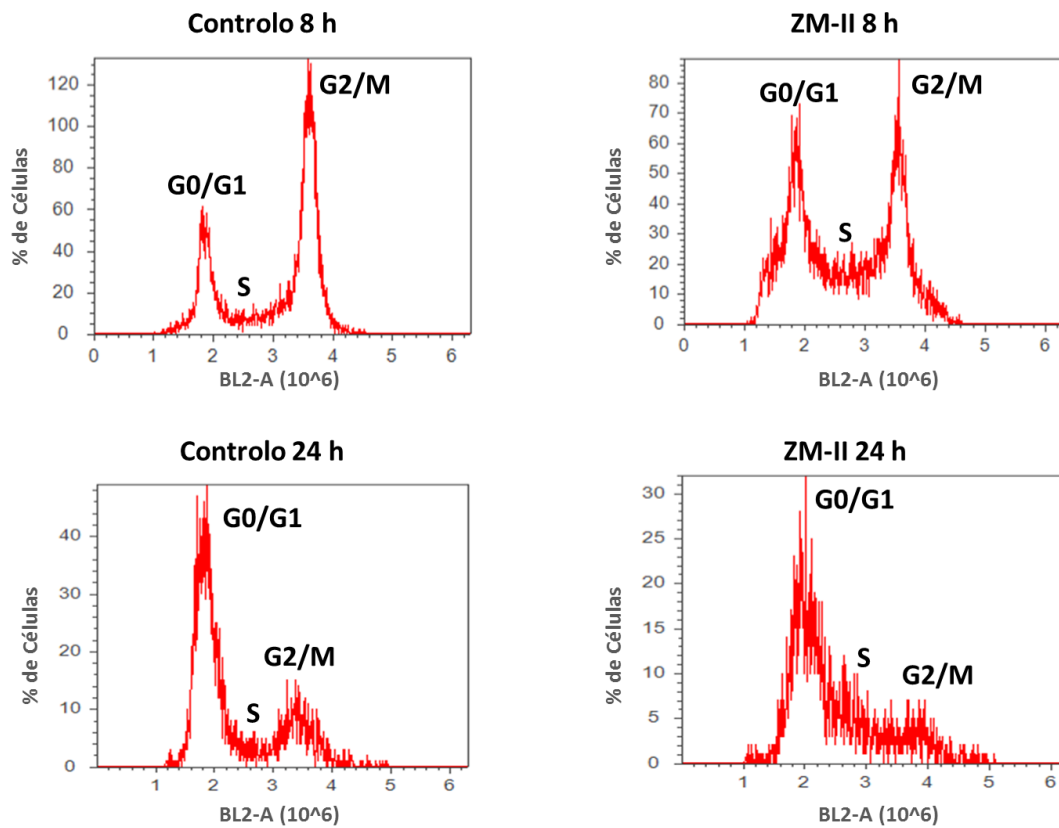 Controlo 8 h
% de Células
120
100
80
60
40
20
0
G0/G1
S
G2/M
0 1 2 3 4 5 6
BL2-A (10^6)
ZM-II 8 h
% de Células
80
70
60
50
40
30
20
10
0
G0/G1
S
G2/M
0 1 2 3 4 5 6
BL2-A (10^6)
Controlo 24 h
% de Células
40
30
20
10
0
G0/G1
S
G2/M
1 2 3 4 5 6
BL2-A (10^6)
ZM-II 24 h
% de Células
30
25
20
15
10
5
0
G0/G1
S
G2/M
1 2 3 4 5 6
BL2-A (10^6)